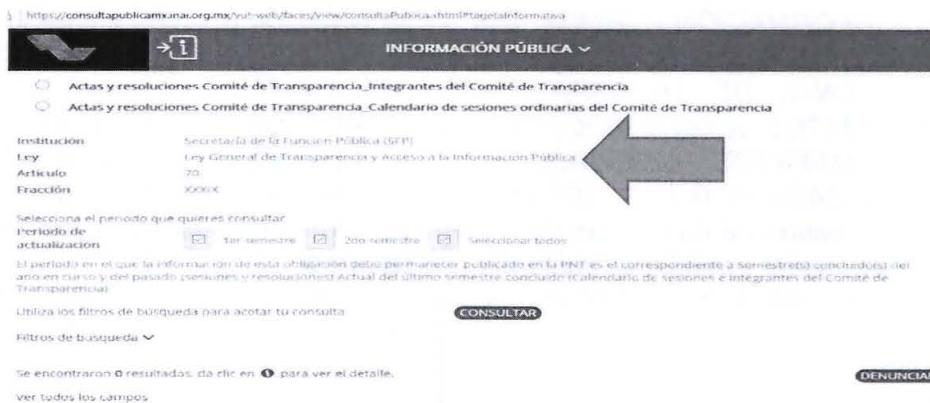 https://consultapublicamx.inai.org.mx/vut-web/faces/view/consultaPublica.xhtml#tarjetaInformativa
INFORMACIÓN PÚBLICA
Actas y resoluciones Comité de Transparencia_Integrantes del Comité de Transparencia
Actas y resoluciones Comité de Transparencia_Calendario de sesiones ordinarias del Comité de Transparencia
Institución Secretaría de la Función Pública (SFP)
Ley Ley General de Transparencia y Acceso a la Información Pública
Artículo 70
Fracción XXXIX
Selecciona el periodo que quieres consultar
Periodo de actualización 1er semestre 2do semestre Seleccionar todos
El periodo en el que la información de esta obligación debe permanecer publicado en la PNT es el correspondiente a Semestre(s) concluido(s) del
año en curso y del pasado (sesiones y resoluciones) Actual del último semestre concluido (Calendario de sesiones e integrantes del Comité de
Transparencia)
Utiliza los filtros de búsqueda para acotar tu consulta
CONSULTAR
Filtros de búsqueda
Se encontraron 0 resultados, da clic en i para ver el detalle.
DENUNCIAR
Ver todos los campos